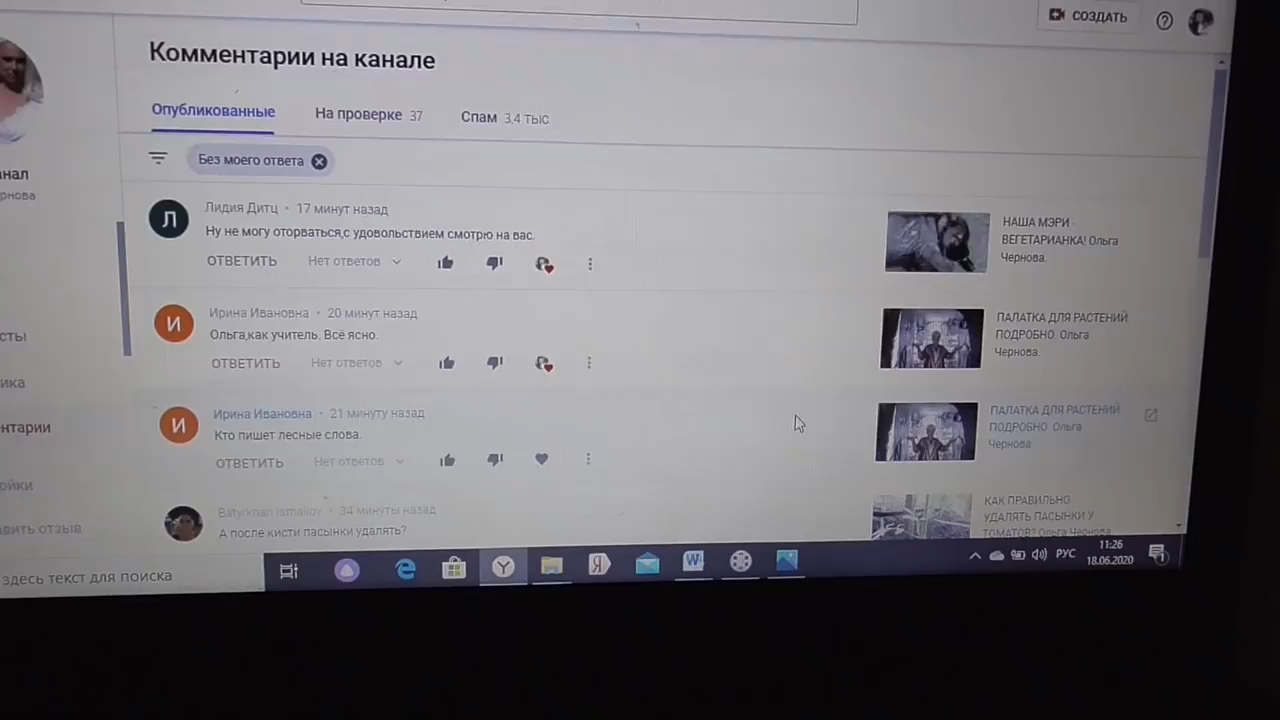 СОЗДАТЬ
Комментарии на канале
Опубликованные
На проверке 37
Спам 3,4 тыс
Без моего ответа
Л
Лидия Дитц • 17 минут назад
Ну не могу оторваться,с удовольствием смотрю на вас.
ОТВЕТИТЬ Нет ответов
НАША МЭРИ -
ВЕГЕТАРИАНКА! Ольга
Чернова.
И
Ирина Ивановна • 20 минут назад
Ольга,как учитель. Всё ясно.
ОТВЕТИТЬ Нет ответов
ПАЛАТКА ДЛЯ РАСТЕНИЙ
ПОДРОБНО. Ольга
Чернова.
И
Ирина Ивановна • 21 минуту назад
Кто пишет лесные слова.
ОТВЕТИТЬ Нет ответов
ПАЛАТКА ДЛЯ РАСТЕНИЙ
ПОДРОБНО. Ольга
Чернова
Batyrkhan Ismailov • 34 минуты назад
А после кисти пасынки удалять?
КАК ПРАВИЛЬНО
УДАЛЯТЬ ПАСЫНКИ У
ТОМАТОВ? Ольга Чернова
нал
рнова
сты
ика
нтарии
ойки
авить отзыв
здесь текст для поиска
РУС
11:26
18.06.2020
1